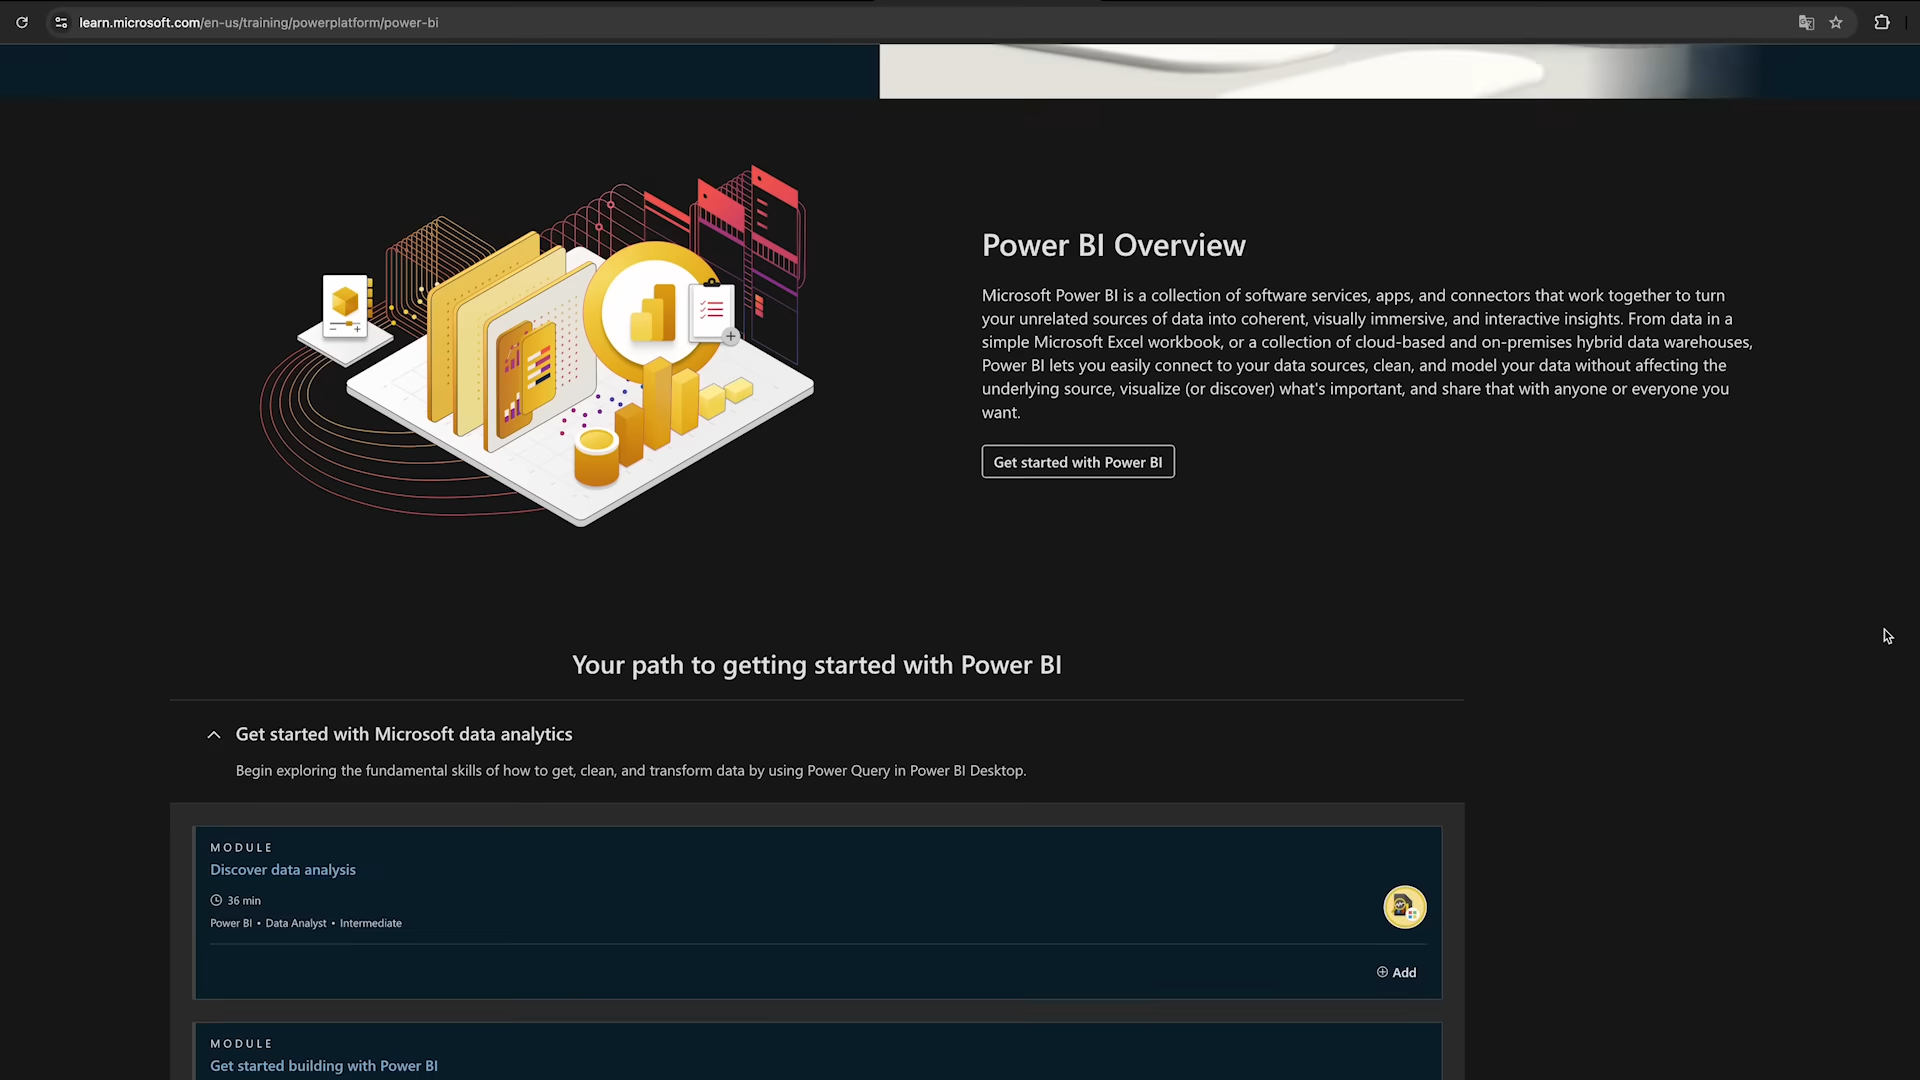 learn.microsoft.com/en-us/training/powerplatform/power-bi
Power BI Overview
Microsoft Power BI is a collection of software services, apps, and connectors that work together to turn
your unrelated sources of data into coherent, visually immersive, and interactive insights. From data in a
simple Microsoft Excel workbook, or a collection of cloud-based and on-premises hybrid data warehouses,
Power BI lets you easily connect to your data sources, clean, and model your data without affecting the
underlying source, visualize (or discover) what's important, and share that with anyone or everyone you
want.
Get started with Power BI
Your path to getting started with Power BI
Get started with Microsoft data analytics
Begin exploring the fundamental skills of how to get, clean, and transform data by using Power Query in Power BI Desktop.
MODULE
Discover data analysis
36 min
Power BI • Data Analyst • Intermediate
Add
MODULE
Get started building with Power BI